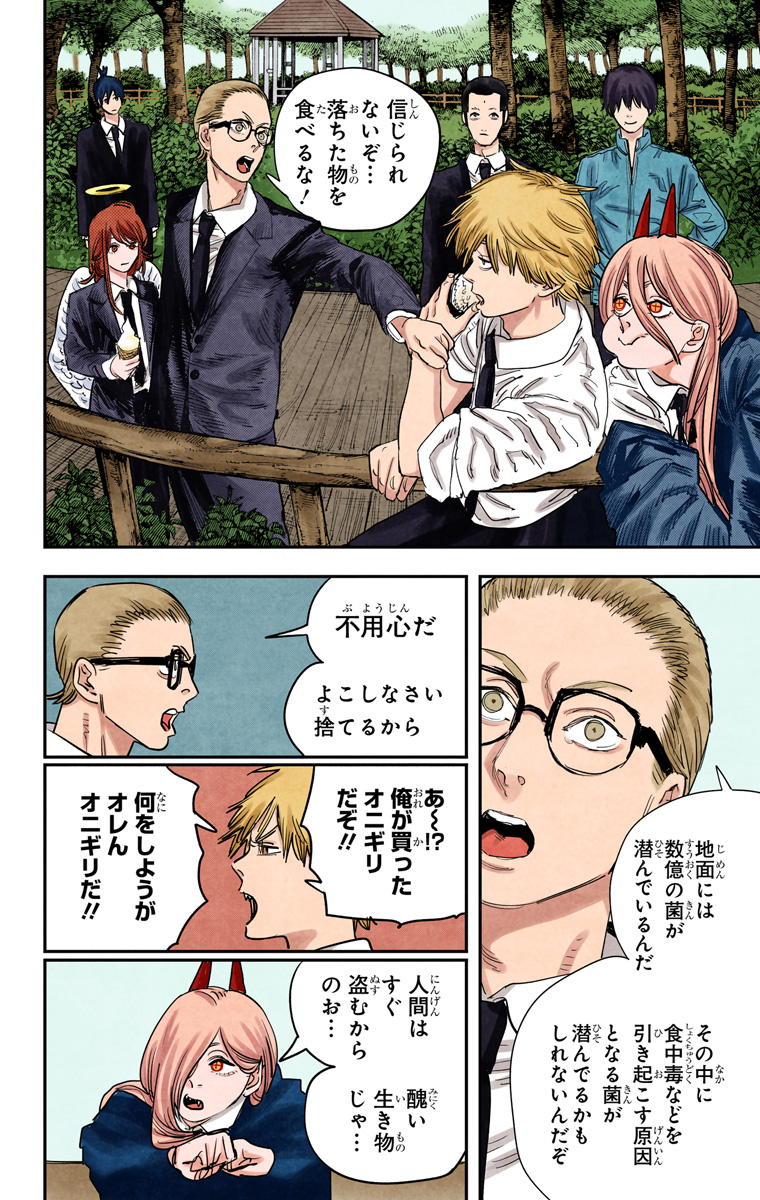 信じられ
ないぞ…
落ちた物を
食べるな!
地面には
数億の菌が
潜んでいるんだ
その中に
食中毒などを
引き起こす原因
となる菌が
潜んでるかも
しれないんだぞ
不用心だ
よこしなさい
捨てるから
あ〜!?
俺が買った
オニギリ
だぞ!!
何をしようが
オレん
オニギリだ!!
人間は
すぐ
盗むから
のお…
醜い
生き物
じゃ…